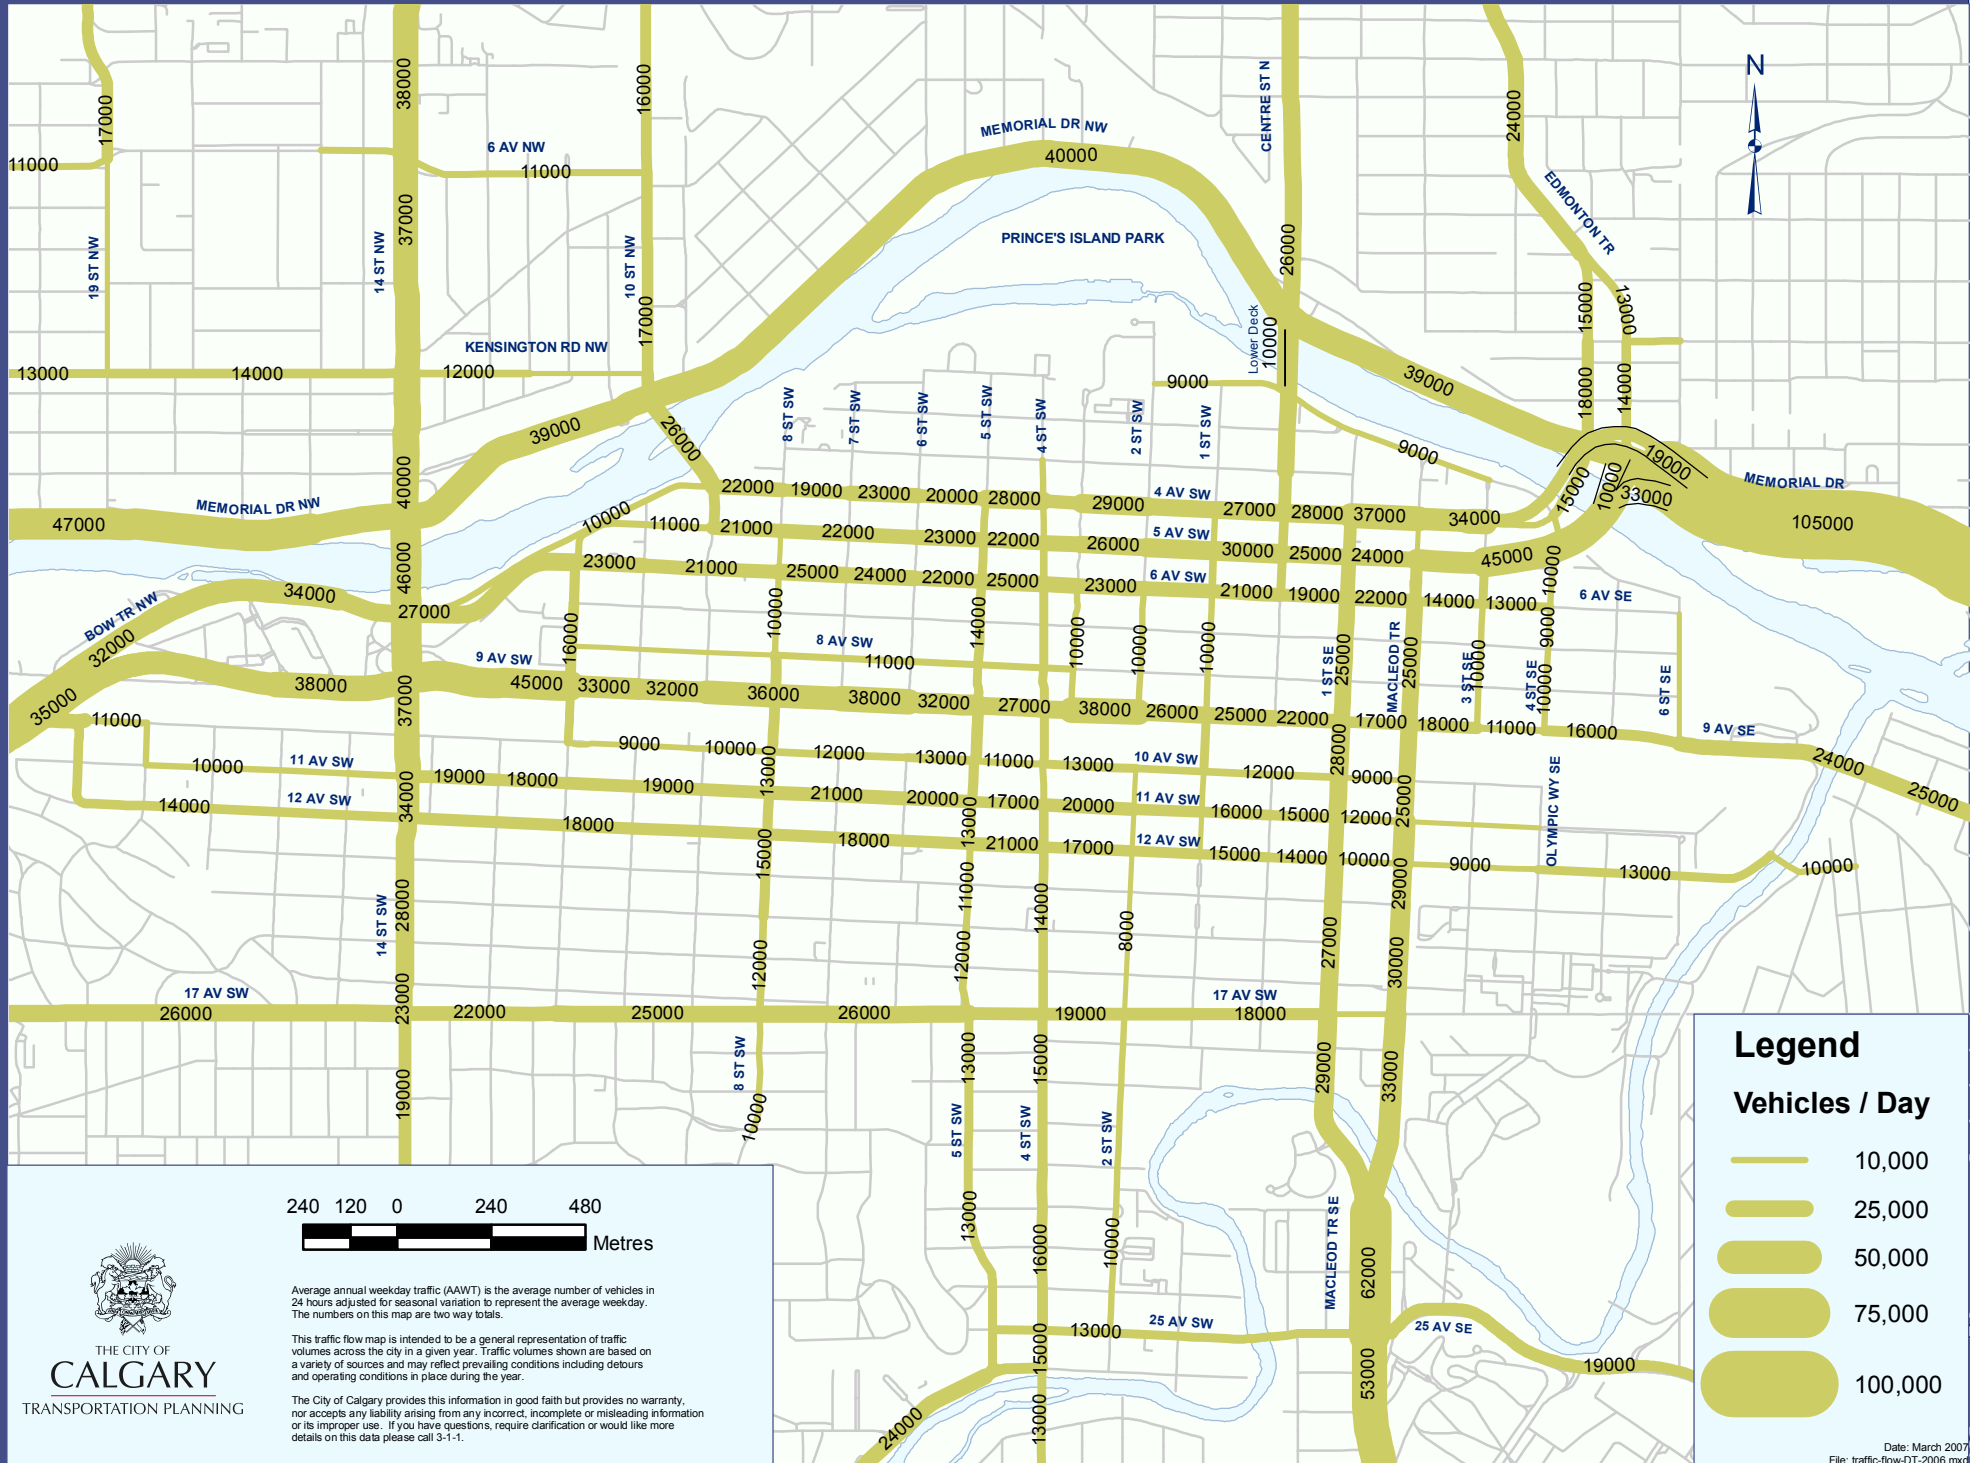 38000
16000
CENTRE ST N
N
17000
24000
MEMORIAL DR NW
40000
6 AV NW
11000
11000
EDMONTON TR
37000
14 ST NW
19 ST NW
10 ST NW
PRINCE'S ISLAND PARK
26000
15000
13000
17000
Lower Deck
10000
KENSINGTON RD NW
13000
14000
12000
9000
39000
18000
14000
8 ST SW
7 ST SW
6 ST SW
5 ST SW
4 ST SW
2 ST SW
1 ST SW
39000
26000
9000
19000
40000
15000
10000
33000
MEMORIAL DR
105000
MEMORIAL DR NW
47000
22000
19000
23000
20000
28000
29000
4 AV SW
27000
28000
37000
34000
10000
11000
21000
22000
23000
22000
26000
5 AV SW
30000
25000
24000
45000
46000
23000
21000
25000
24000
22000
25000
23000
6 AV SW
21000
19000
22000
14000
13000
10000
6 AV SE
34000
27000
BOW TR NW
32000
16000
10000
8 AV SW
11000
14000
10000
10000
10000
1 ST SE
25000
MACLEOD TR
25000
3 ST SE
10000
4 ST SE
9000
10000
6 ST SE
9 AV SW
35000
38000
37000
45000
33000
32000
36000
38000
32000
27000
38000
26000
25000
22000
17000
18000
11000
16000
9 AV SE
24000
25000
11000
9000
10000
12000
13000
11000
13000
10 AV SW
12000
28000
9000
10000
11 AV SW
19000
18000
19000
13000
21000
20000
17000
20000
11 AV SW
16000
15000
12000
25000
OLYMPIC WY SE
14000
12 AV SW
34000
18000
15000
18000
13000
21000
17000
12 AV SW
15000
14000
10000
29000
9000
13000
10000
14 ST SW
28000
11000
14000
8000
27000
30000
12000
12000
17 AV SW
26000
23000
22000
25000
26000
19000
17 AV SW
18000
19000
8 ST SW
10000
13000
15000
29000
33000
5 ST SW
4 ST SW
2 ST SW
13000
16000
10000
MACLEOD TR SE
62000
13000
25 AV SW
25 AV SE
19000
15000
53000
24000
13000
Legend
Vehicles / Day
10,000
25,000
50,000
75,000
100,000
Date: March 2007
File: traffic-flow-DT-2006.mxd
240 120 0 240 480
Metres
THE CITY OF
CALGARY
TRANSPORTATION PLANNING
Average annual weekday traffic (AAWT) is the average number of vehicles in
24 hours adjusted for seasonal variation to represent the average weekday.
The numbers on this map are two way totals.
This traffic flow map is intended to be a general representation of traffic
volumes across the city in a given year. Traffic volumes shown are based on
a variety of sources and may reflect prevailing conditions including detours
and operating conditions in place during the year.
The City of Calgary provides this information in good faith but provides no warranty,
nor accepts any liability arising from any incorrect, incomplete or misleading information
or its improper use. If you have questions, require clarification or would like more
details on this data please call 3-1-1.